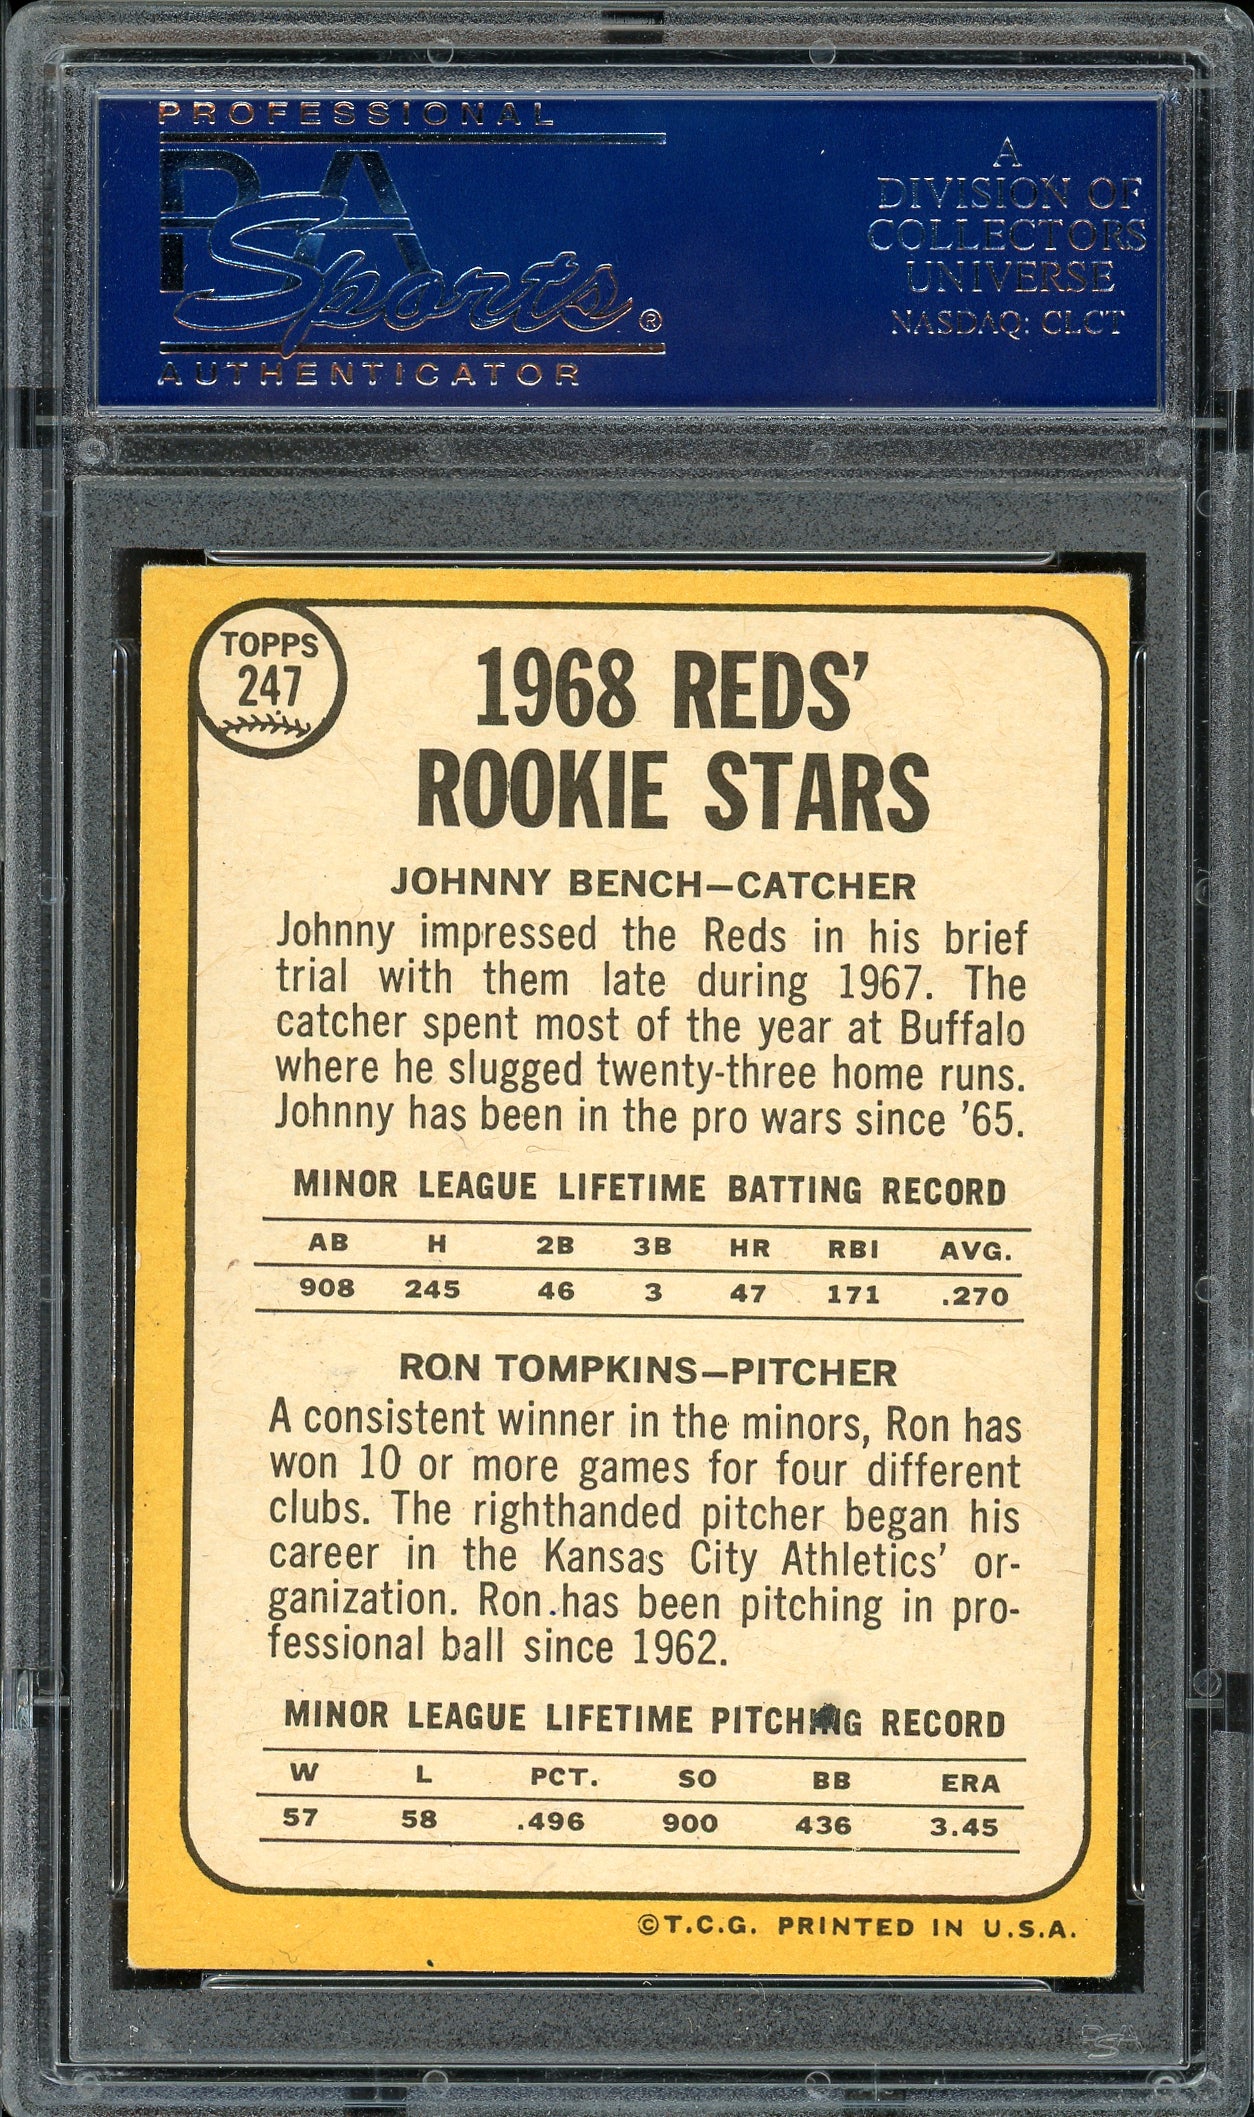 PROFESSIONAL
PSA
Sports®
AUTHENTICATOR
A
DIVISION OF
COLLECTORS
UNIVERSE
NASDAQ: CLCT
TOPPS
247
1968 REDS'
ROOKIE STARS
JOHNNY BENCH—CATCHER
Johnny impressed the Reds in his brief
trial with them late during 1967. The
catcher spent most of the year at Buffalo
where he slugged twenty-three home runs.
Johnny has been in the pro wars since '65.
MINOR LEAGUE LIFETIME BATTING RECORD
AB H 2B 3B HR RBI AVG.
908 245 46 3 47 171 .270
RON TOMPKINS—PITCHER
A consistent winner in the minors, Ron has
won 10 or more games for four different
clubs. The righthanded pitcher began his
career in the Kansas City Athletics' or-
ganization. Ron has been pitching in pro-
fessional ball since 1962.
MINOR LEAGUE LIFETIME PITCHING RECORD
W L PCT. SO BB ERA
57 58 .496 900 436 3.45
©T.C.G. PRINTED IN U.S.A.
PSA